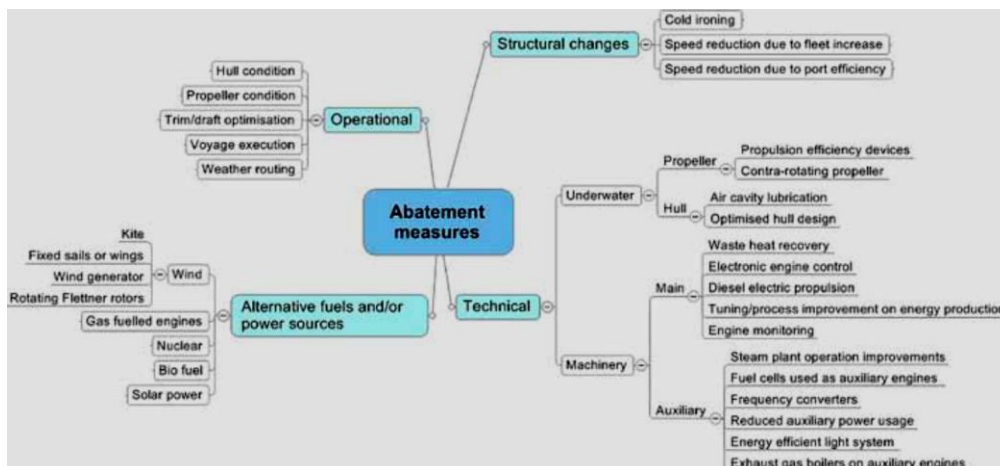 Cold ironing
Structural changes
Speed reduction due to fleet increase
Speed reduction due to port efficiency
Hull condition
Propeller condition
Trim/draft optimisation
Operational
Voyage execution
Weather routing
Abatement
measures
Propulsion efficiency devices
Propeller
Contra-rotating propeller
Underwater
Air cavity lubrication
Hull
Optimised hull design
Kite
Fixed sails or wings
Wind
Wind generator
Rotating Flettner rotors
Alternative fuels and/or
power sources
Gas fuelled engines
Nuclear
Bio fuel
Solar power
Technical
Waste heat recovery
Electronic engine control
Main
Diesel electric propulsion
Tuning/process improvement on energy production
Engine monitoring
Machinery
Steam plant operation improvements
Fuel cells used as auxiliary engines
Frequency converters
Auxiliary
Reduced auxiliary power usage
Energy efficient light system
Exhaust gas boilers on auxiliary engines